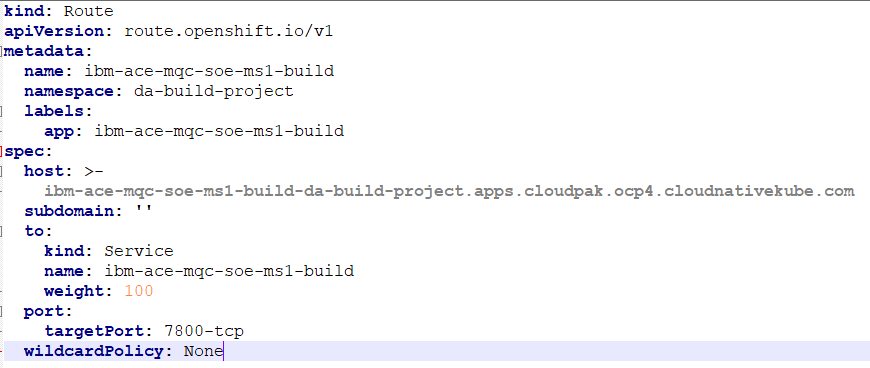 kind: Route
apiVersion: route.openshift.io/v1
metadata:
  name: ibm-ace-mqc-soe-ms1-build
  namespace: da-build-project
  labels:
    app: ibm-ace-mqc-soe-ms1-build
spec:
  host: >-
    ibm-ace-mqc-soe-ms1-build-da-build-project.apps.cloudpak.ocp4.cloudnativekube.com
  subdomain: ''
  to:
    kind: Service
    name: ibm-ace-mqc-soe-ms1-build
    weight: 100
  port:
    targetPort: 7800-tcp
  wildcardPolicy: None